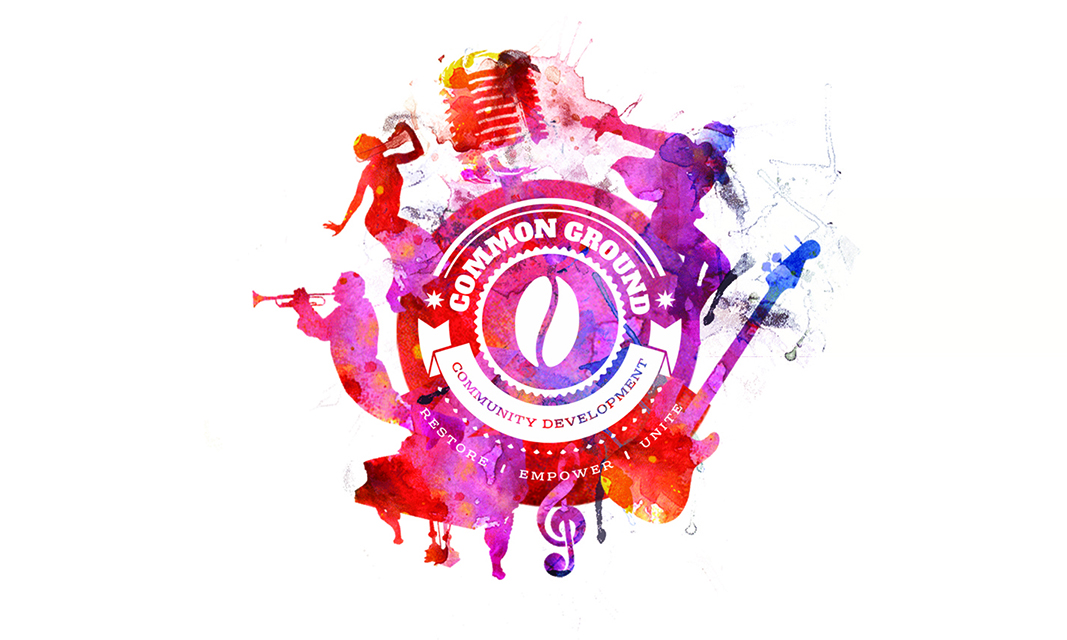 COMMON GROUND
COMMUNITY DEVELOPMENT
RESTORE | EMPOWER | UNITE